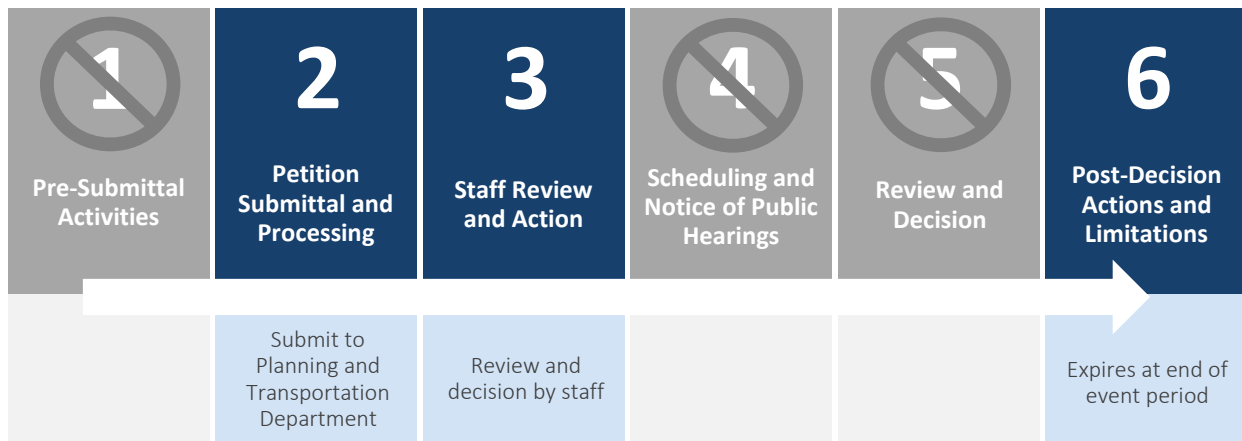 1
Pre-Submittal
Activities
2
Petition
Submittal and
Processing
Submit to
Planning and
Transportation
Department
3
Staff Review
and Action
Review and
decision by staff
4
Scheduling and
Notice of Public
Hearings
5
Review and
Decision
6
Post-Decision
Actions and
Limitations
Expires at end of
event period